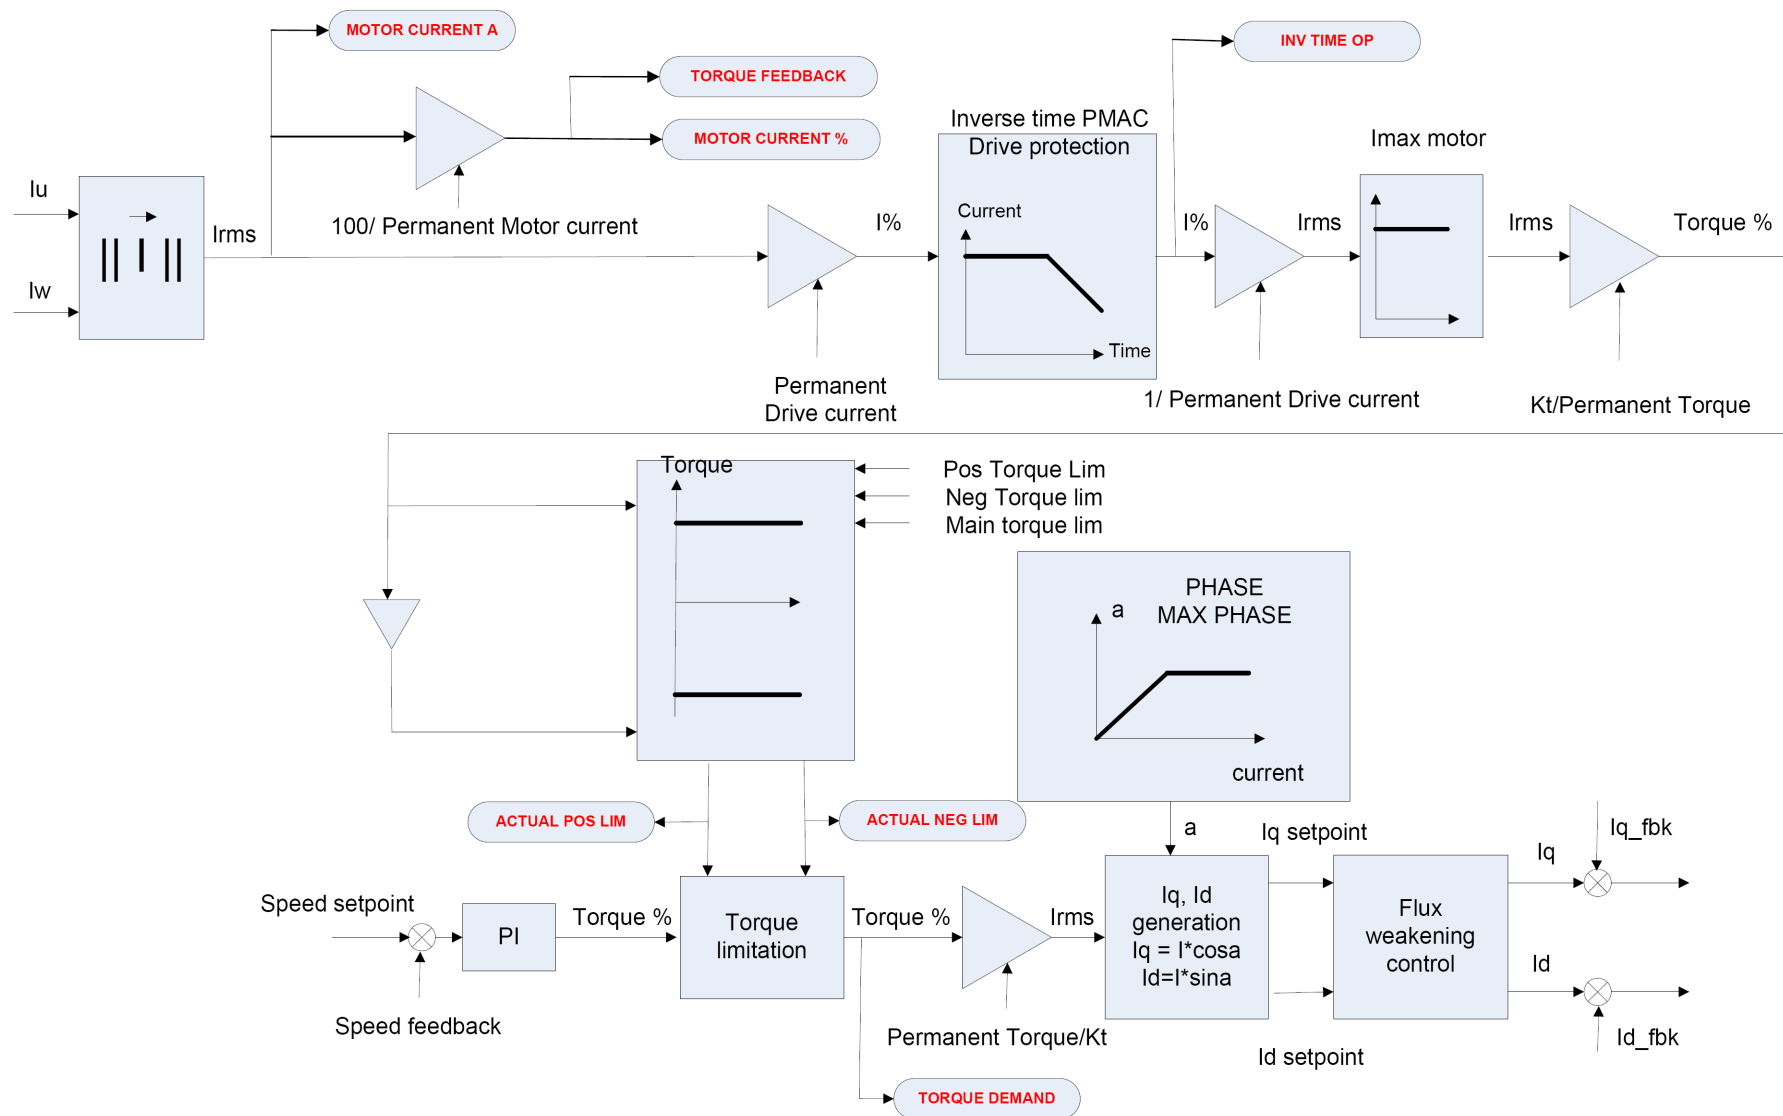 MOTOR CURRENT A
INV TIME OP
TORQUE FEEDBACK
MOTOR CURRENT %
Inverse time PMAC
Drive protection
Imax motor
Iu
Irms
Iw
100/ Permanent Motor current
I%
Current
Time
I%
Irms
Irms
Torque %
Permanent
Drive current
1/ Permanent Drive current
Kt/Permanent Torque
Torque
Pos Torque Lim
Neg Torque lim
Main torque lim
PHASE
MAX PHASE
a
current
ACTUAL POS LIM
ACTUAL NEG LIM
a
Iq setpoint
Iq_fbk
Iq
Speed setpoint
PI
Torque %
Torque
limitation
Torque %
Irms
Iq, Id
generation
Iq = I*cosa
Id=I*sina
Flux
weakening
control
Id
Speed feedback
Permanent Torque/Kt
Id setpoint
Id_fbk
TORQUE DEMAND